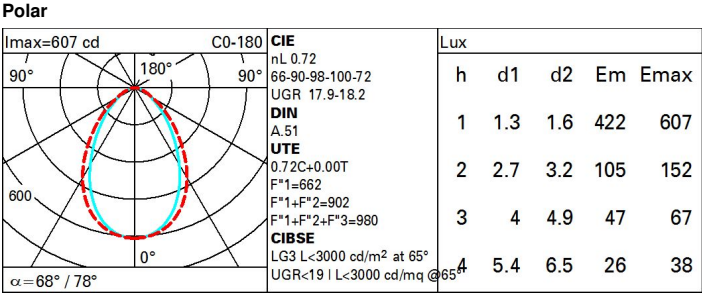 Polar
Imax=607 cd C0-180
90° 180° 90°
600
0°
α=68° / 78°
CIE
nL 0.72
66-90-98-100-72
UGR 17.9-18.2
DIN
A.51
UTE
0.72C+0.00T
F"1=662
F"1+F"2=902
F"1+F"2+F"3=980
CIBSE
LG3 L<3000 cd/m² at 65°
UGR<19 | L<3000 cd/mq @65°
Lux
h d1 d2 Em Emax
1 1.3 1.6 422 607
2 2.7 3.2 105 152
3 4 4.9 47 67
4 5.4 6.5 26 38